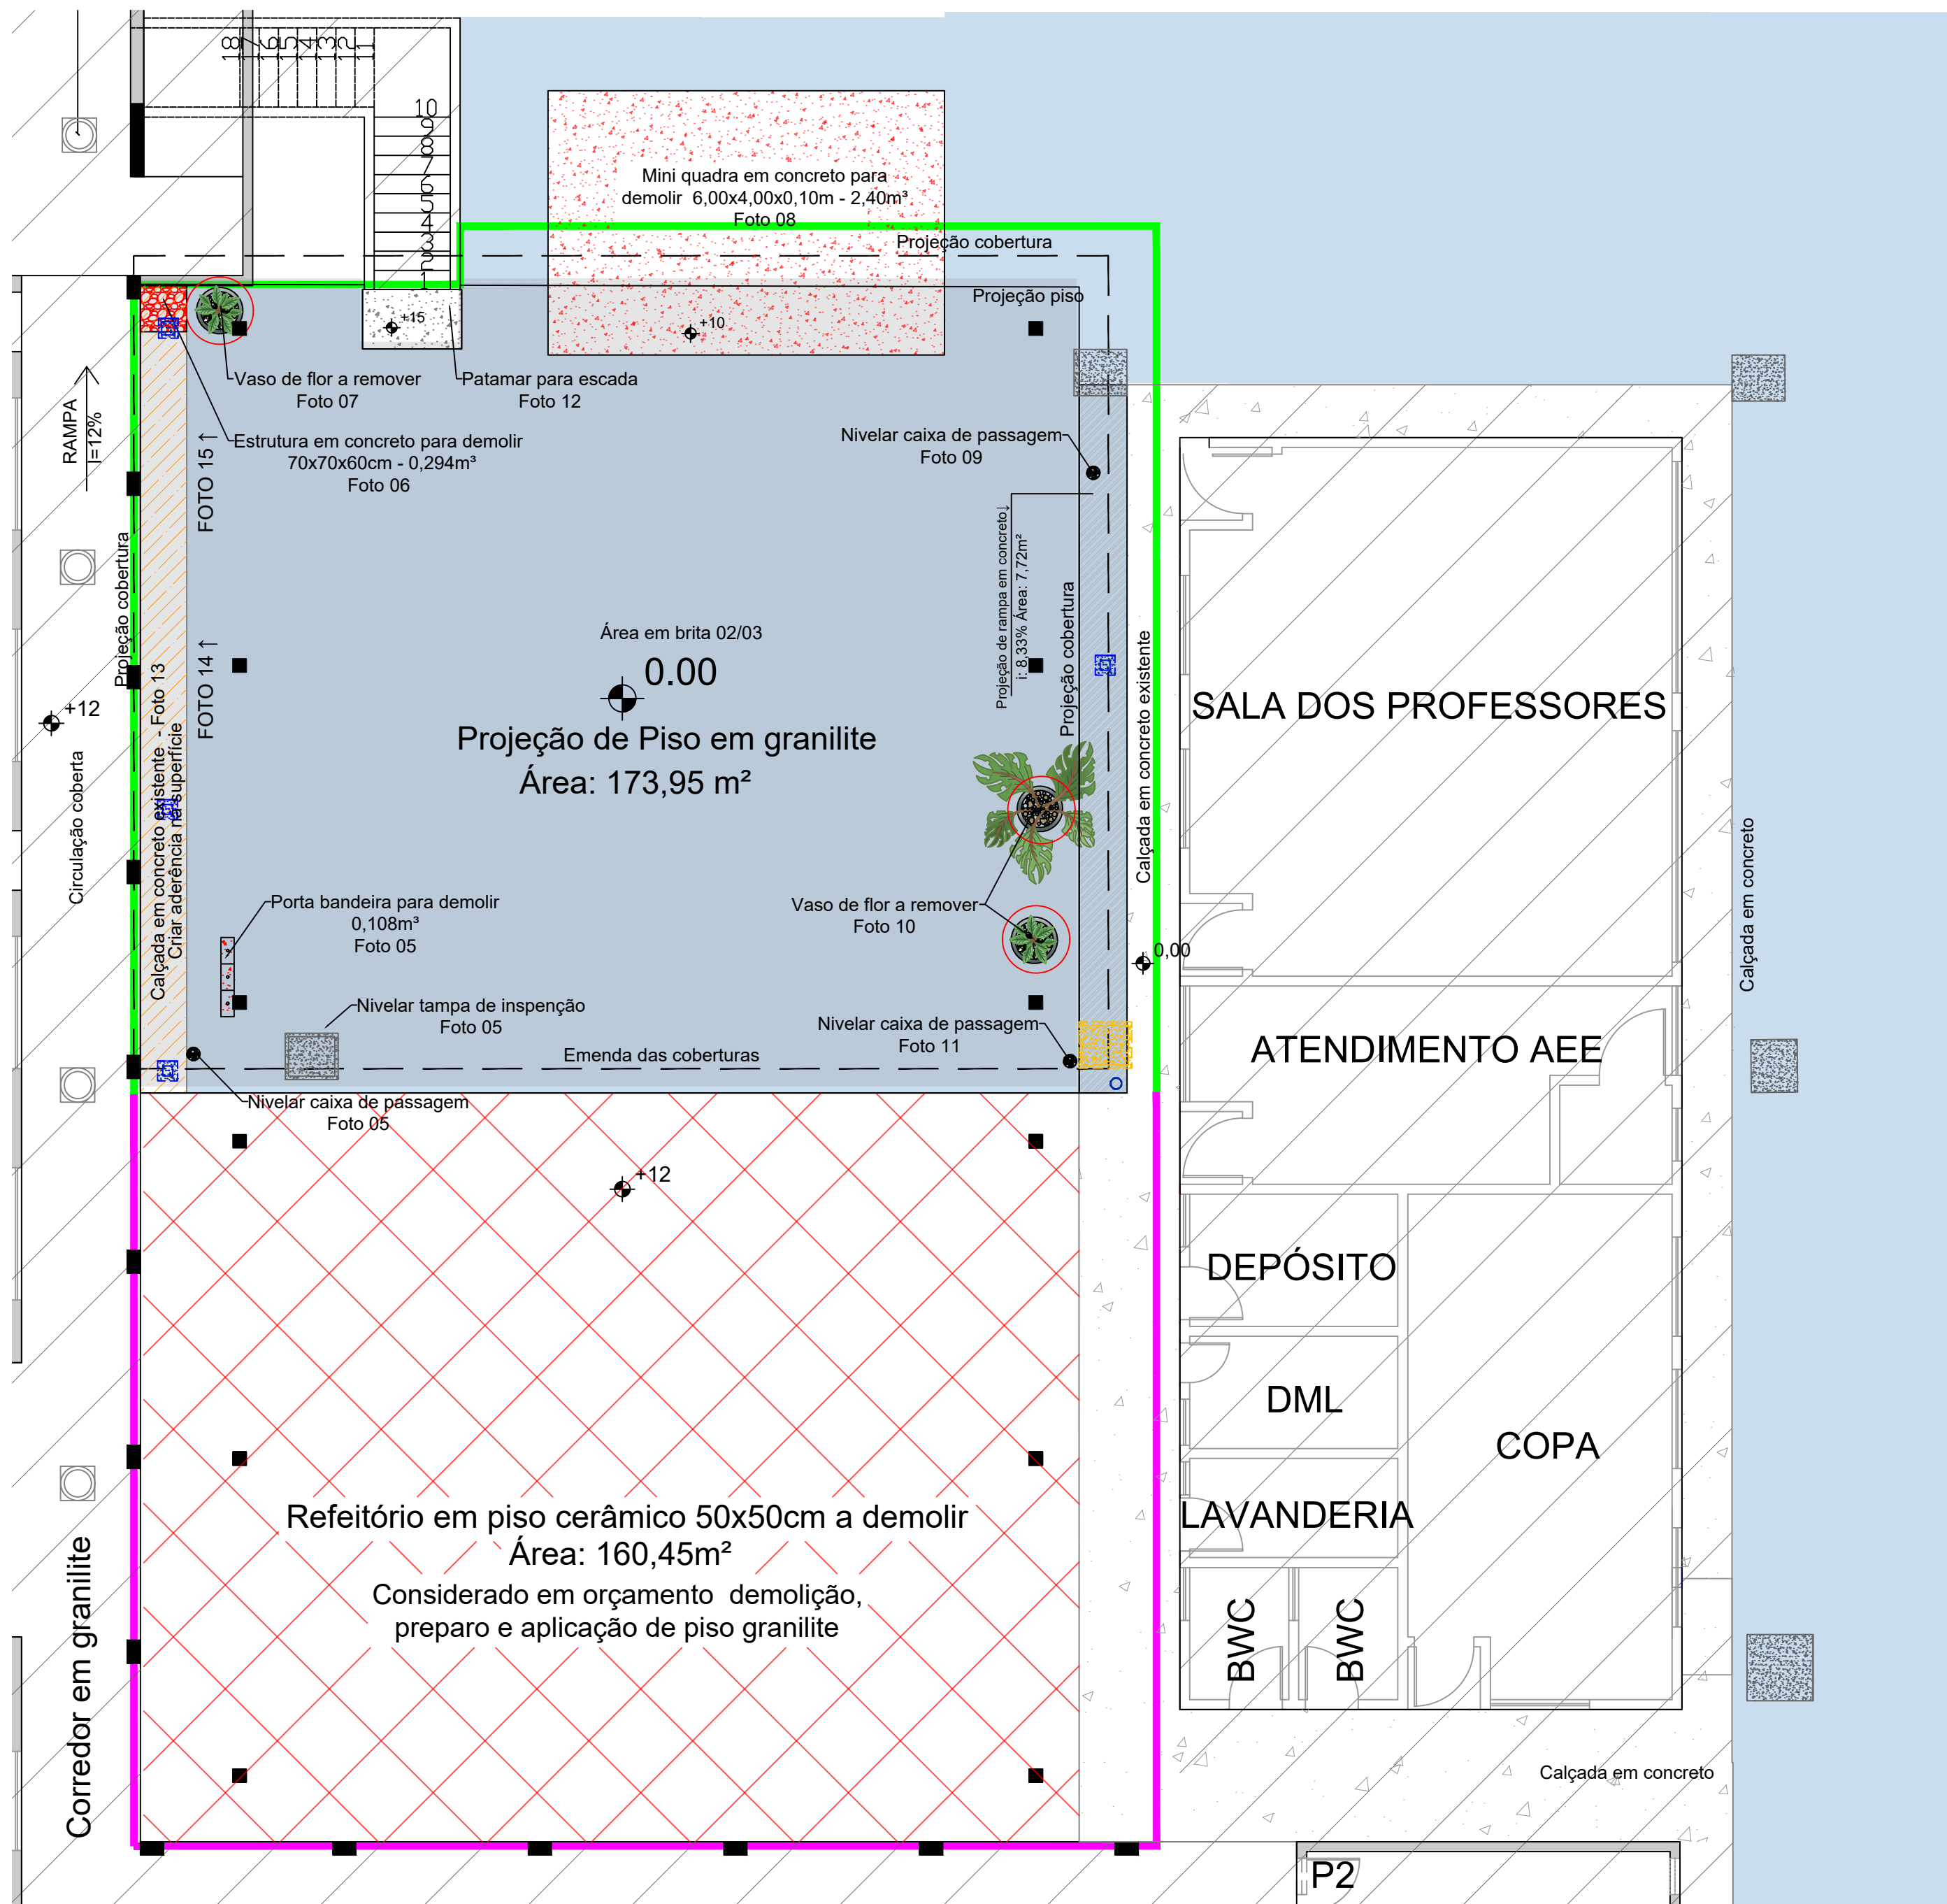 18
17
16
15
14
13
12
11
10
9
8
7
6
5
4
3
2
1
Mini quadra em concreto para
demolir 6,00x4,00x0,10m - 2,40m³
Foto 08
Projeção cobertura
Projeção piso
+15
+10
Vaso de flor a remover
Foto 07
Patamar para escada
Foto 12
RAMPA
I=12%
Estrutura em concreto para demolir
70x70x60cm - 0,294m³
Foto 06
FOTO 15 ↑
Nivelar caixa de passagem
Foto 09
Projeção de rampa em concreto↓
i: 8,33% Área: 7,72m²
Projeção cobertura
Projeção cobertura
Calçada em concreto existente
Calçada em concreto existente - Foto 13
Criar aderência na superfície
FOTO 14 ↑
Área em brita 02/03
0.00
Projeção de Piso em granilite
Área: 173,95 m²
+12
Circulação coberta
SALA DOS PROFESSORES
Calçada em concreto
Porta bandeira para demolir
0,108m³
Foto 05
Vaso de flor a remover
Foto 10
0,00
Nivelar tampa de inspenção
Foto 05
Nivelar caixa de passagem
Foto 11
Emenda das coberturas
ATENDIMENTO AEE
Nivelar caixa de passagem
Foto 05
+12
DEPÓSITO
DML
COPA
LAVANDERIA
BWC
BWC
Refeitório em piso cerâmico 50x50cm a demolir
Área: 160,45m²
Considerado em orçamento demolição,
preparo e aplicação de piso granilite
Corredor em granilite
Calçada em concreto
P2